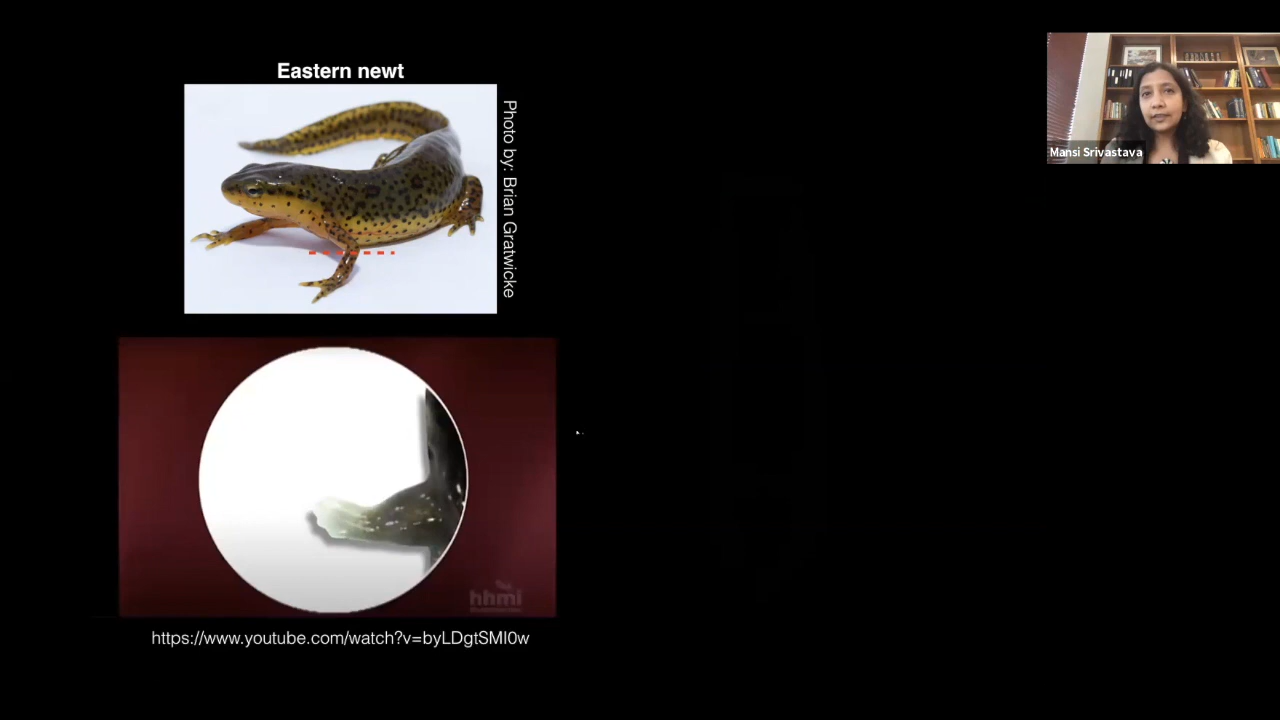 Eastern newt
Photo by: Brian Gratwicke
Mansi Srivastava
hhmi
https://www.youtube.com/watch?v=byLDgtSMI0w